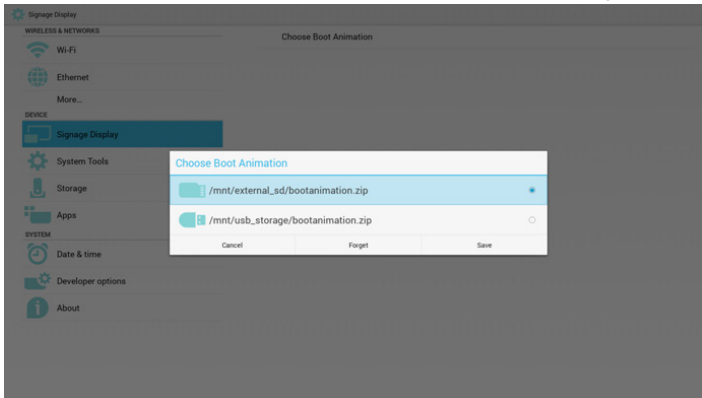 Signage Display
WIRELESS & NETWORKS
Choose Boot Animation
Wi-Fi
Ethernet
More...
DEVICE
Signage Display
System Tools
Storage
Apps
SYSTEM
Date & time
Developer options
About
Choose Boot Animation
/mnt/external_sd/bootanimation.zip
/mnt/usb_storage/bootanimation.zip
Cancel Forget Save